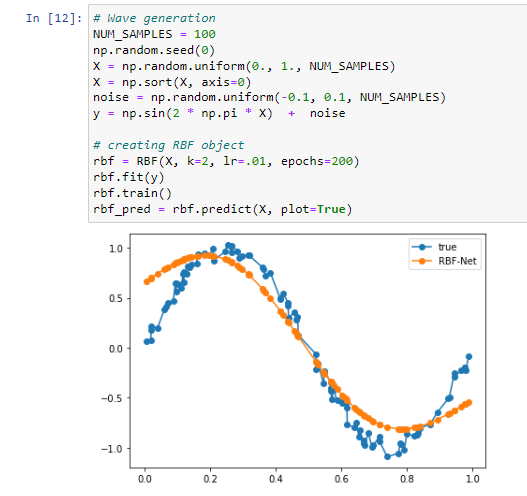 In [12]: # Wave generation
NUM_SAMPLES = 100
np.random.seed(0)
X = np.random.uniform(0., 1., NUM_SAMPLES)
X = np.sort(X, axis=0)
noise = np.random.uniform(-0.1, 0.1, NUM_SAMPLES)
y = np.sin(2 * np.pi * X)  +  noise
# creating RBF object
rbf = RBF(X, k=2, lr=.01, epochs=200)
rbf.fit(y)
rbf.train()
rbf_pred = rbf.predict(X, plot=True)
true
RBF-Net
1.0
0.5
0.0
−0.5
−1.0
0.0 0.2 0.4 0.6 0.8 1.0